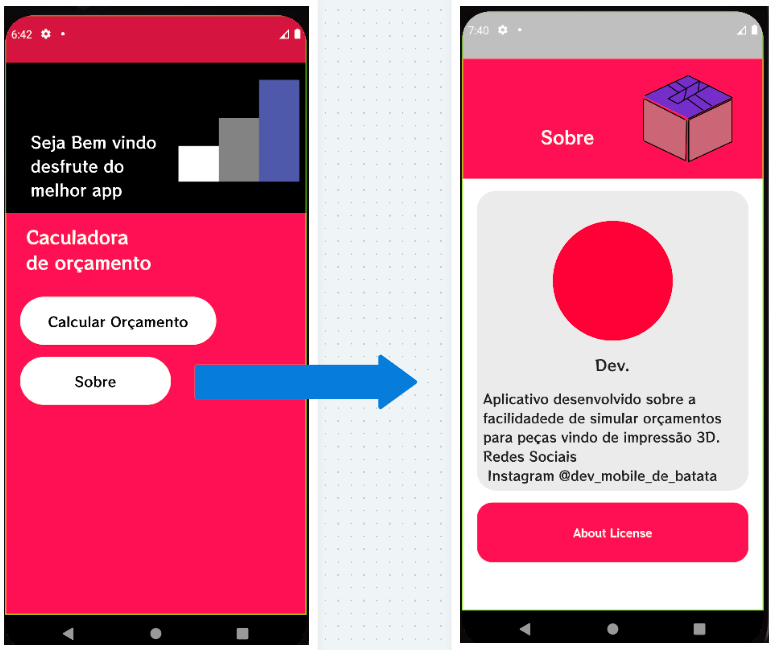 6:42
Seja Bem vindo
desfrute do
melhor app
Caculadora
de orçamento
Calcular Orçamento
Sobre
7:40
Sobre
Dev.
Aplicativo desenvolvido sobre a
facilidadede de simular orçamentos
para peças vindo de impressão 3D.
Redes Sociais
Instagram @dev_mobile_de_batata
About License